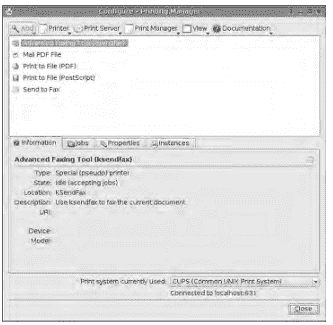 Configure - Printing Manager
Add Printer Print Server Print Manager View Documentation
Advanced Faxing Tool (ksendfax)
Mail PDF File
Print to File (PDF)
Print to File (PostScript)
Send to Fax
Information Jobs Properties Instances
Advanced Faxing Tool (ksendfax)
Type: Special (pseudo) printer
State: Idle (accepting jobs)
Location: KSendFax
Description: Use ksendfax to fax the current document.
URI:
Device:
Model:
Print system currently used: CUPS (Common UNIX Print System)
Connected to localhost:631
Close